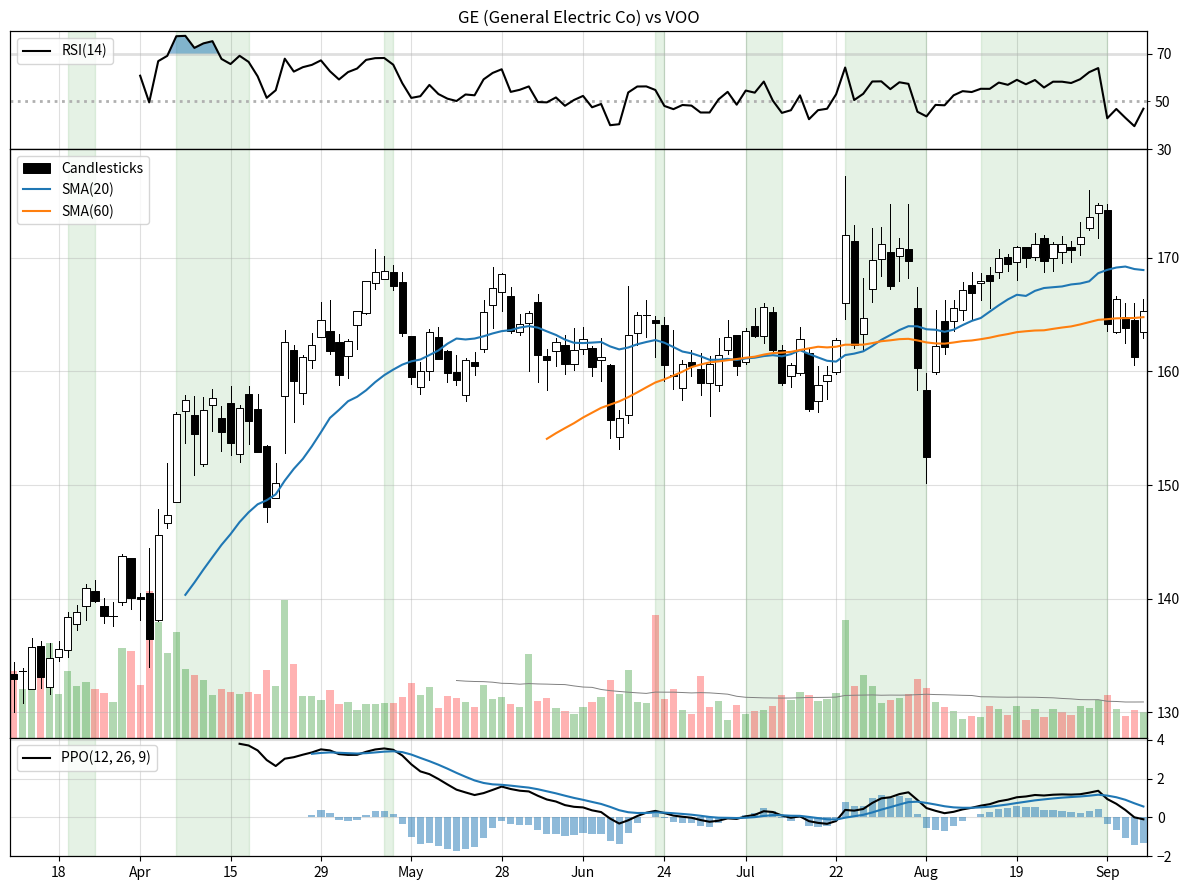 GE (General Electric Co) vs VOO
RSI(14)
70
50
30
Candlesticks
SMA(20)
SMA(60)
170
160
150
140
130
PPO(12, 26, 9)
4
2
0
−2
18 Apr 15 29 May 28 Jun 24 Jul 22 Aug 19 Sep